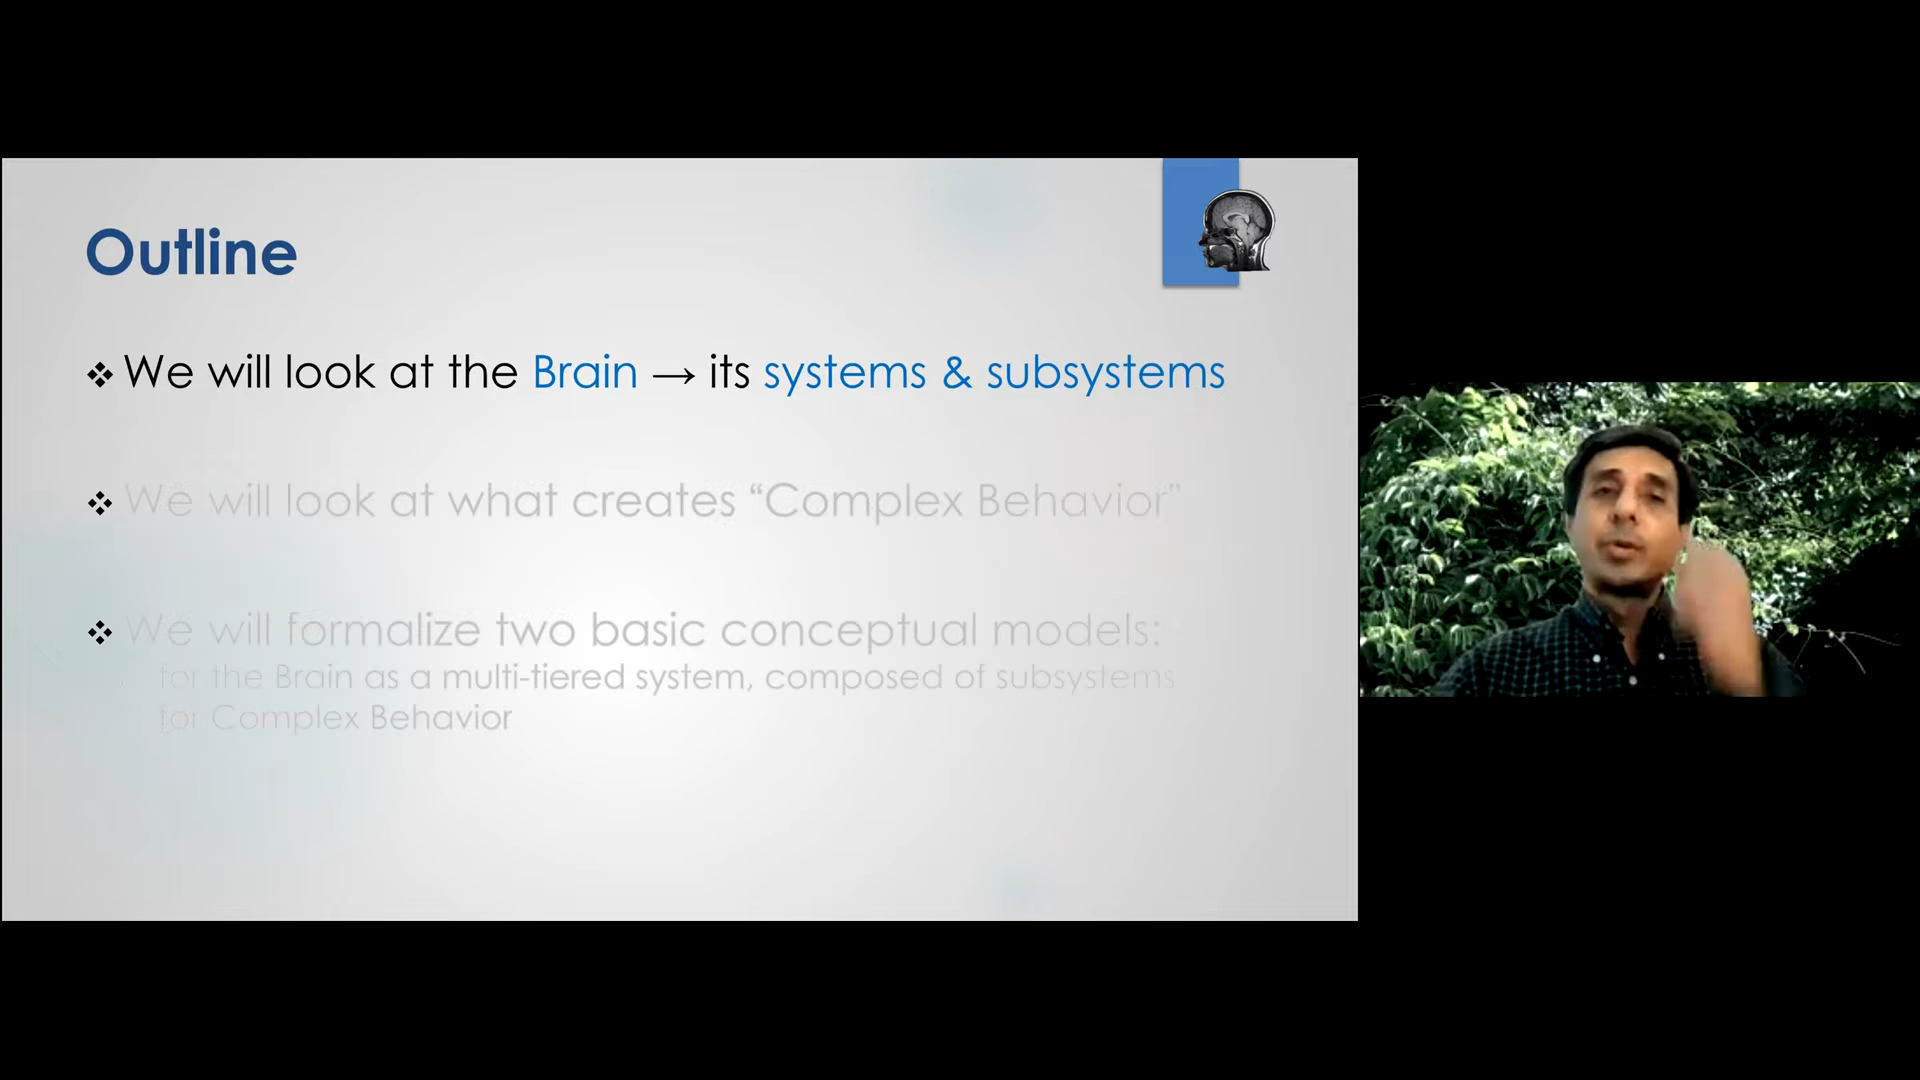 Outline
❖ We will look at the Brain → its systems & subsystems
❖ We will look at what creates “Complex Behavior”
❖ We will formalize two basic conceptual models:
for the Brain as a multi-tiered system, composed of subsystems
for Complex Behavior